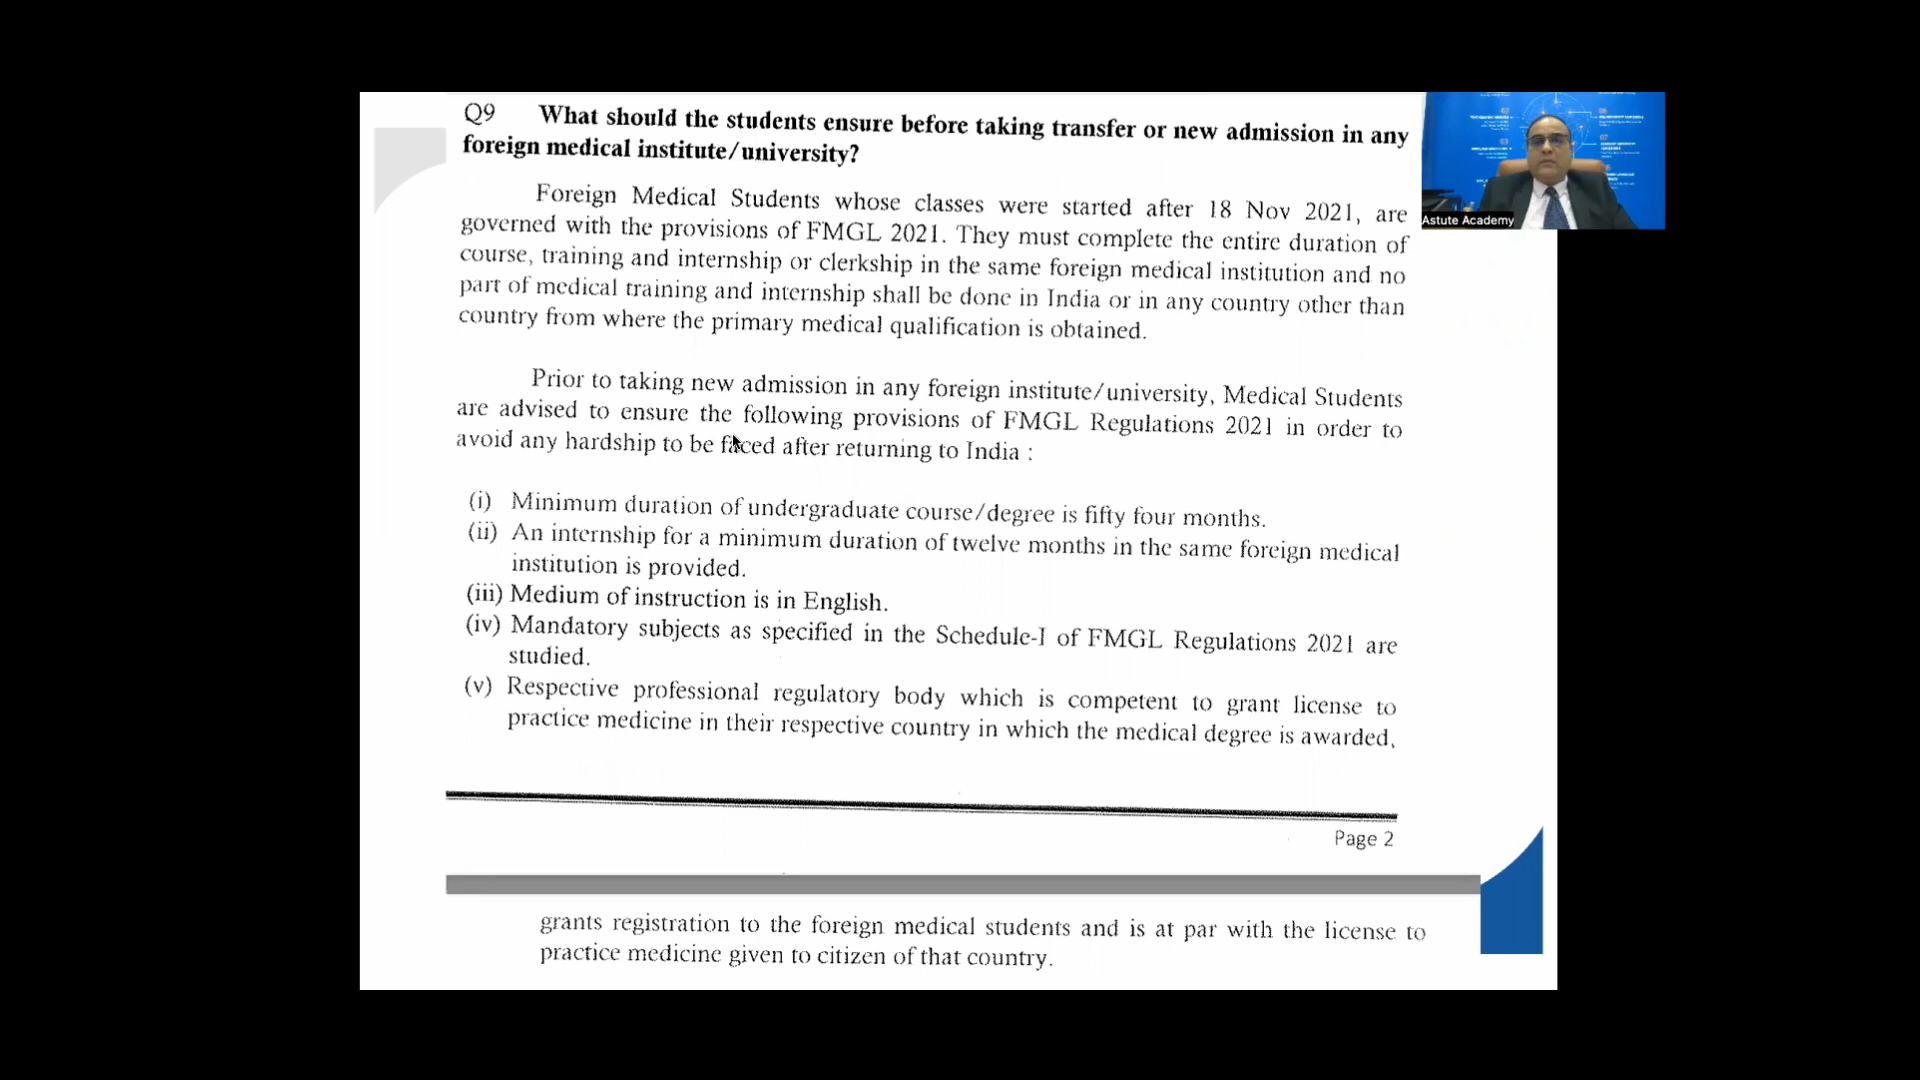 Q9 What should the students ensure before taking transfer or new admission in any
foreign medical institute/university?
Foreign Medical Students whose classes were started after 18 Nov 2021, are
governed with the provisions of FMGL 2021. They must complete the entire duration of
course, training and internship or clerkship in the same foreign medical institution and no
part of medical training and internship shall be done in India or in any country other than
country from where the primary medical qualification is obtained.
Prior to taking new admission in any foreign institute/university, Medical Students
are advised to ensure the following provisions of FMGL Regulations 2021 in order to
avoid any hardship to be faced after returning to India :
(i) Minimum duration of undergraduate course/degree is fifty four months.
(ii) An internship for a minimum duration of twelve months in the same foreign medical
institution is provided.
(iii) Medium of instruction is in English.
(iv) Mandatory subjects as specified in the Schedule-I of FMGL Regulations 2021 are
studied.
(v) Respective professional regulatory body which is competent to grant license to
practice medicine in their respective country in which the medical degree is awarded,
Page 2
grants registration to the foreign medical students and is at par with the license to
practice medicine given to citizen of that country.
Astute Academy